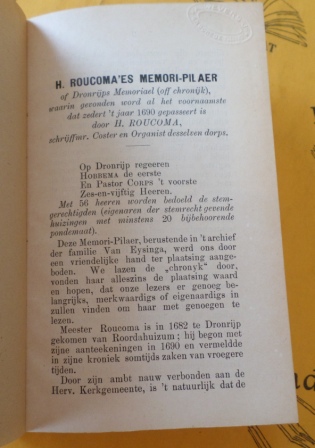 H. ROUCOMA'ES MEMORI-PILAER
of Dronrijps Memoriael (off chronijk),
waarin gevonden word al het voornaamste
dat zedert 't jaar 1690 gepasseert is
door H. ROUCOMA,
schrijffaar. Coster en Organist desselsen dorps.
Op Dronrijp regeeren
HOBBEMA de eerste
En Pastor CORPS 't voorste
Zes-en-vijftig Heeren.
Met 56 heeren worden bedoeld de stem-
gerechtigden (eigenaren der stemrecht geeende
huizingen met minstens 20 bijbehoorende
pondemaat).
Deze Memori-Pilaer, berustende in 't archief
der familie Van Eysinga, werd ons door
een vriendelijke hand ter plaatsing aange-
boden. We lazen de „chronyk" door,
vonden haar alleszins de plaatsing waard
en hopen, dat onze lezers er genoeg be-
langrijks, merkwaardigs of eigenaardigs in
zullen vinden om haar met genoegen te
lezen.
Meester Roucoma is in 1682 te Dronrijp
gekomen van Roordahuizum; hij begon met
zijne aanteekeningen in 1690 en vermeldde
in zijne kroniek somtijds zaken van vroegere
tijden.
Door zijn ambt nauw verbonden aan de
Herv. Kerkgemeente, is 't natuurlijk dat de